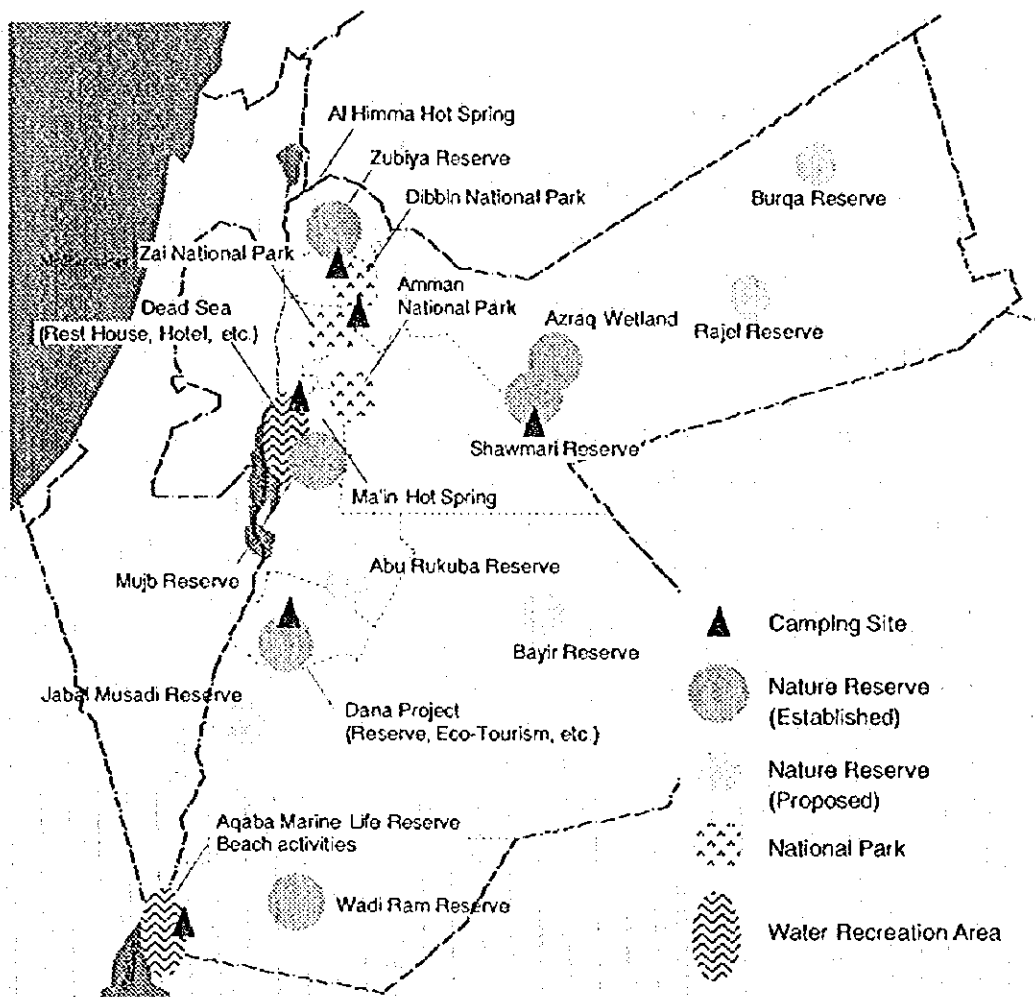 Al Himma Hot Spring
Zubiya Reserve
Dibbin National Park
Burqa Reserve
Zai National Park
Amman
National Park
Dead Sea
(Rest House, Hotel, etc.)
Azraq Wetland
Rajel Reserve
Shawmari Reserve
Ma'in Hot Spring
Mujb Reserve
Abu Rukuba Reserve
Bayir Reserve
Jabal Musadi Reserve
Dana Project
(Reserve, Eco-Tourism, etc.)
Aqaba Marine Life Reserve
Beach activities
Wadi Ram Reserve
Camping Site
Nature Reserve
(Established)
Nature Reserve
(Proposed)
National Park
Water Recreation Area